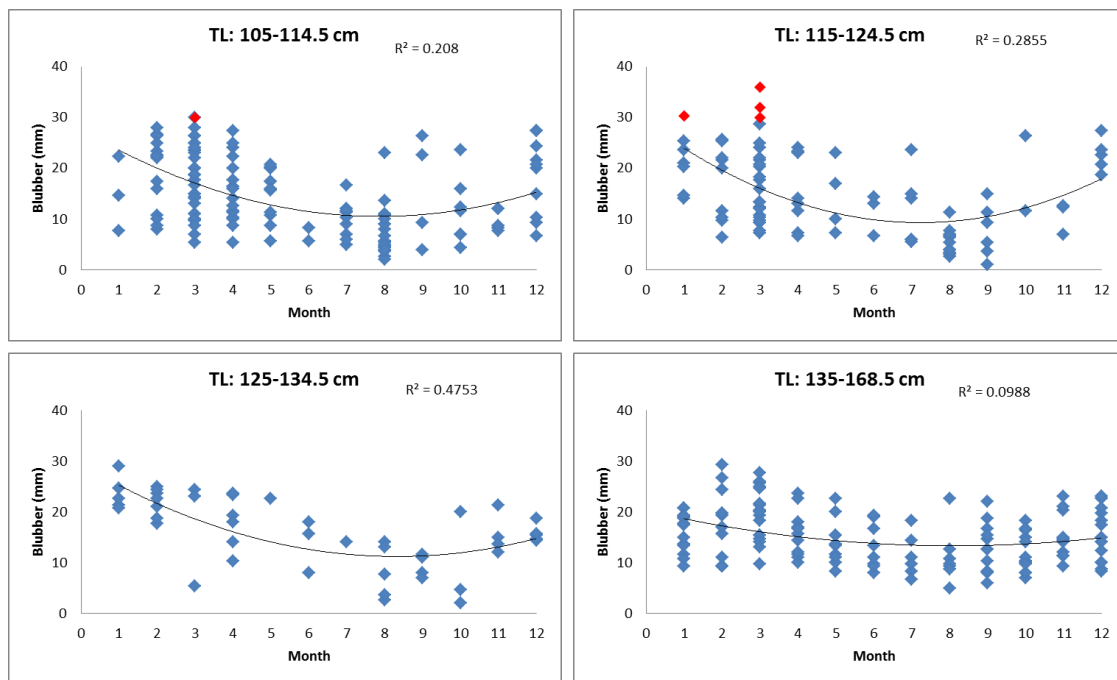 TL: 105-114.5 cm
R² = 0.208
40
30
20
10
0
Blubber (mm)
0 1 2 3 4 5 6 7 8 9 10 11 12
Month
TL: 115-124.5 cm
R² = 0.2855
40
30
20
10
0
Blubber (mm)
0 1 2 3 4 5 6 7 8 9 10 11 12
Month
TL: 125-134.5 cm
R² = 0.4753
40
30
20
10
0
Blubber (mm)
0 1 2 3 4 5 6 7 8 9 10 11 12
Month
TL: 135-168.5 cm
R² = 0.0988
40
30
20
10
0
Blubber (mm)
0 1 2 3 4 5 6 7 8 9 10 11 12
Month